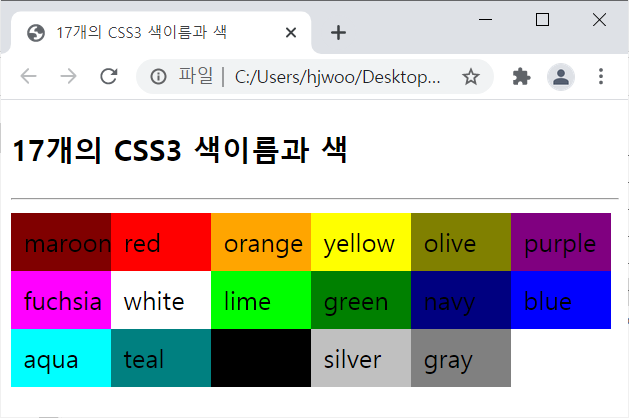 17개의 CSS3 색이름과 색
파일 | C:/Users/hjwoo/Desktop...
17개의 CSS3 색이름과 색
maroon red orange yellow olive purple
fuchsia white lime green navy blue
aqua teal silver gray